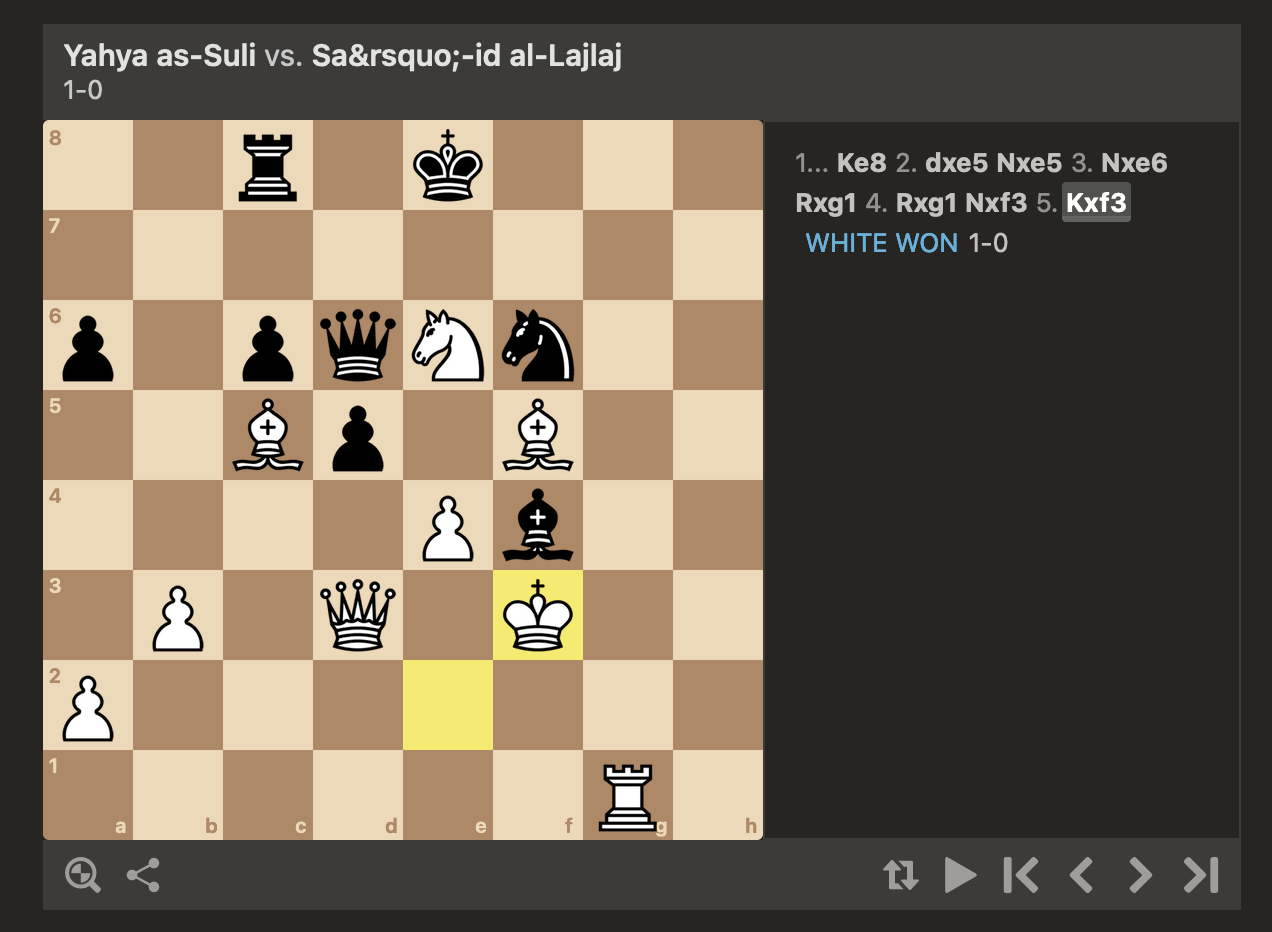 Yahya as-Suli vs. Sa&rsquo;-id al-Lajlaj
1-0
8
7
6
5
4
3
2
1
a b c d e f g h
1... Ke8 2. dxe5 Nxe5 3. Nxe6
Rxg1 4. Rxg1 Nxf3 5. Kxf3
WHITE WON 1-0